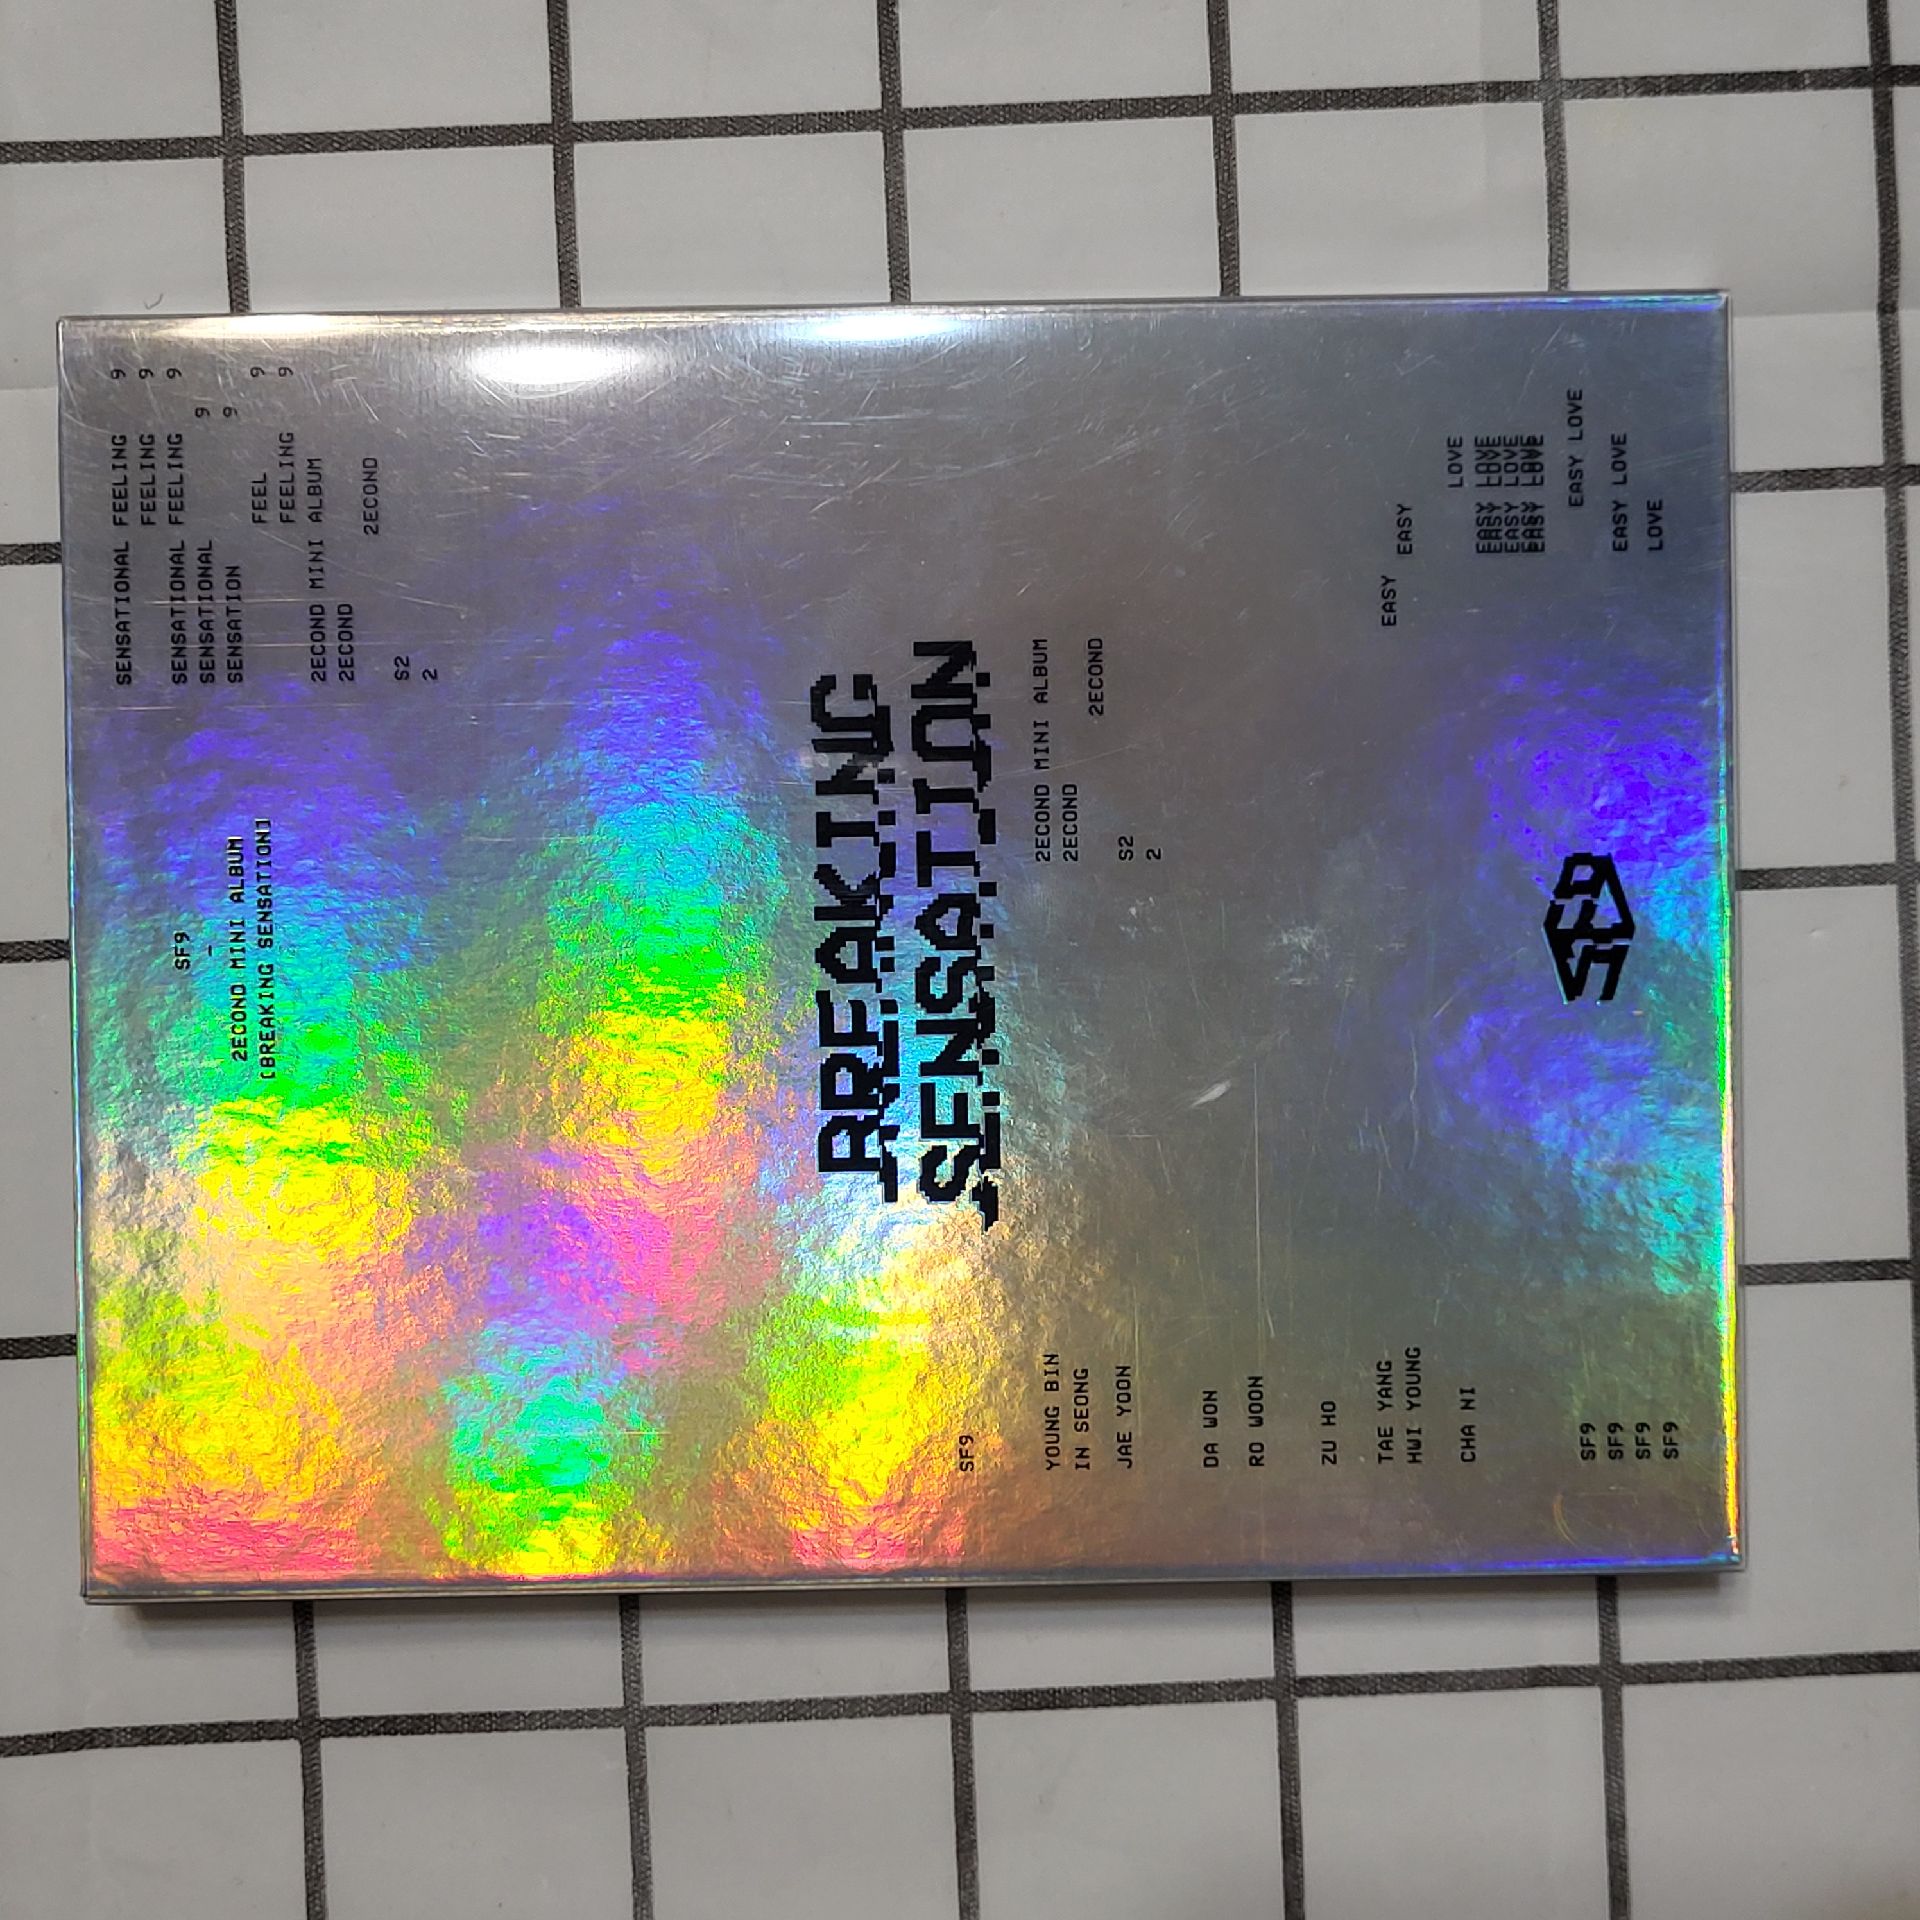 SENSATIONAL FEELING 9
FEELING 9
SENSATIONAL FEELING 9
SENSATIONAL 9
SENSATION 9
FEEL 9
FEELING 9
2ECOND MINI ALBUM
2ECOND
2ECOND
S2
2
SF9
-
2ECOND MINI ALBUM
[BREAKING SENSATION]
BREAKING
SENSATION
2ECOND MINI ALBUM
2ECOND
2ECOND
S2
2
SF9
YOUNG BIN
IN SEONG
JAE YOON
DA WON
RO WOON
ZU HO
TAE YANG
HWI YOUNG
CHA NI
SF9
SF9
SF9
SF9
EASY
EASY
LOVE
EASY LOVE
EASY LOVE
EASY LOVE
EASY LOVE
EASY LOVE
EASY LOVE
LOVE
SF9